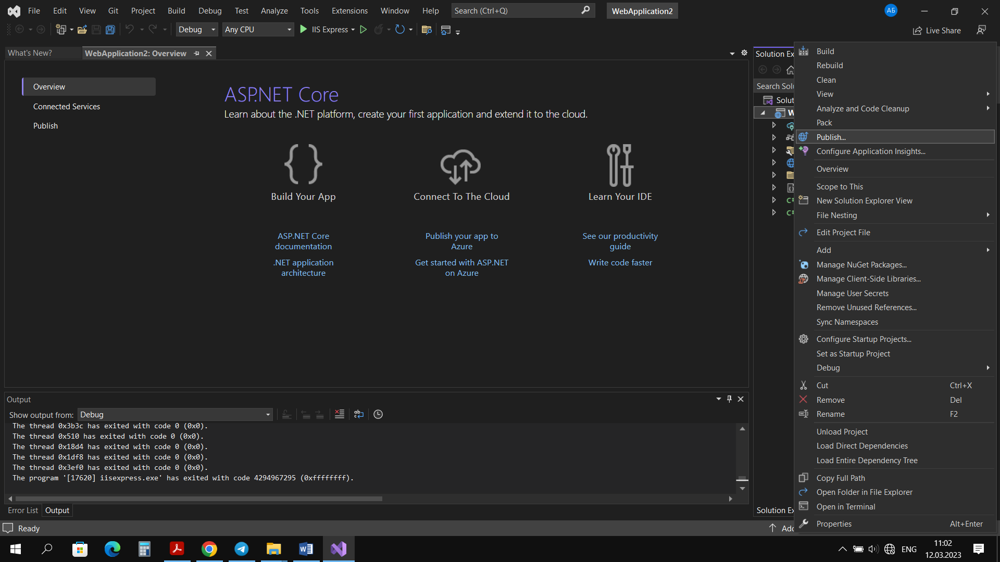 File Edit View Git Project Build Debug Test Analyze Tools Extensions Window Help Search (Ctrl+Q) WebApplication2 АБ
Debug Any CPU IIS Express Live Share
What's New? WebApplication2: Overview
Overview
Connected Services
Publish
ASP.NET Core
Learn about the .NET platform, create your first application and extend it to the cloud.
Build Your App
Connect To The Cloud
Learn Your IDE
ASP.NET Core
documentation
.NET application
architecture
Publish your app to
Azure
Get started with ASP.NET
on Azure
See our productivity
guide
Write code faster
Output
Show output from: Debug
The thread 0x3b3c has exited with code 0 (0x0).
The thread 0x510 has exited with code 0 (0x0).
The thread 0x18d4 has exited with code 0 (0x0).
The thread 0x1df8 has exited with code 0 (0x0).
The thread 0x3ef0 has exited with code 0 (0x0).
The program '[17620] iisexpress.exe' has exited with code 4294967295 (0xffffffff).
Error List Output
Ready
Solution Ex
Search Solu
Solut
W
C#
C#
Solution Ex
Add
Build
Rebuild
Clean
View
Analyze and Code Cleanup
Pack
Publish...
Configure Application Insights...
Overview
Scope to This
New Solution Explorer View
File Nesting
Edit Project File
Add
Manage NuGet Packages...
Manage Client-Side Libraries...
Manage User Secrets
Remove Unused References...
Sync Namespaces
Configure Startup Projects...
Set as Startup Project
Debug
Cut Ctrl+X
Remove Del
Rename F2
Unload Project
Load Direct Dependencies
Load Entire Dependency Tree
Copy Full Path
Open Folder in File Explorer
Open in Terminal
Properties Alt+Enter
ENG
11:02
12.03.2023